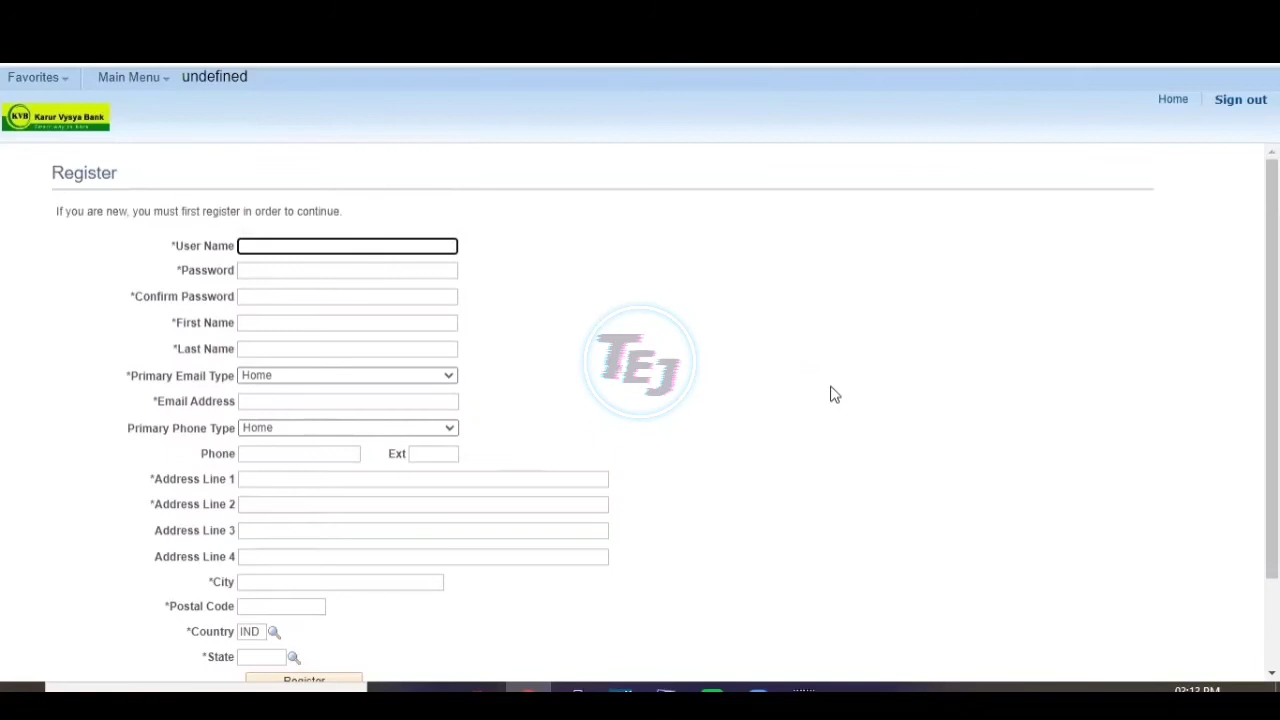 Favorites Main Menu undefined
Home Sign out
KVB Karur Vysya Bank
Register
If you are new, you must first register in order to continue.
*User Name
*Password
*Confirm Password
*First Name
*Last Name
*Primary Email Type Home
*Email Address
Primary Phone Type Home
Phone Ext
TEJ
*Address Line 1
*Address Line 2
Address Line 3
Address Line 4
*City
*Postal Code
*Country IND
*State
Register